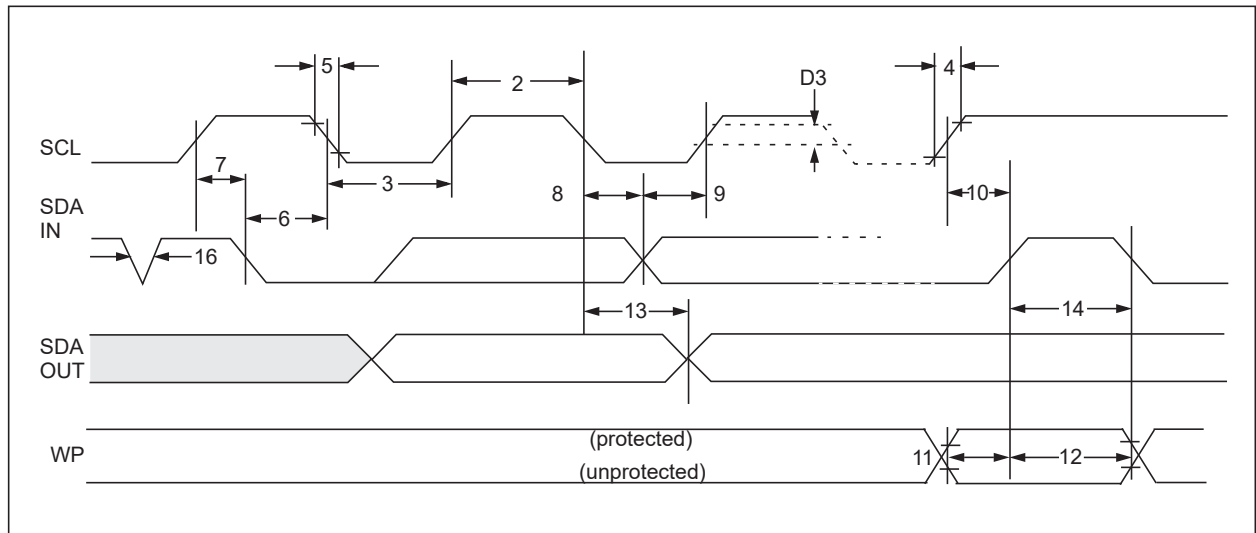 5
2
D3
4
SCL
7
3
8
9
10
SDA
IN
6
16
13
14
SDA
OUT
WP
(protected)
(unprotected)
11
12